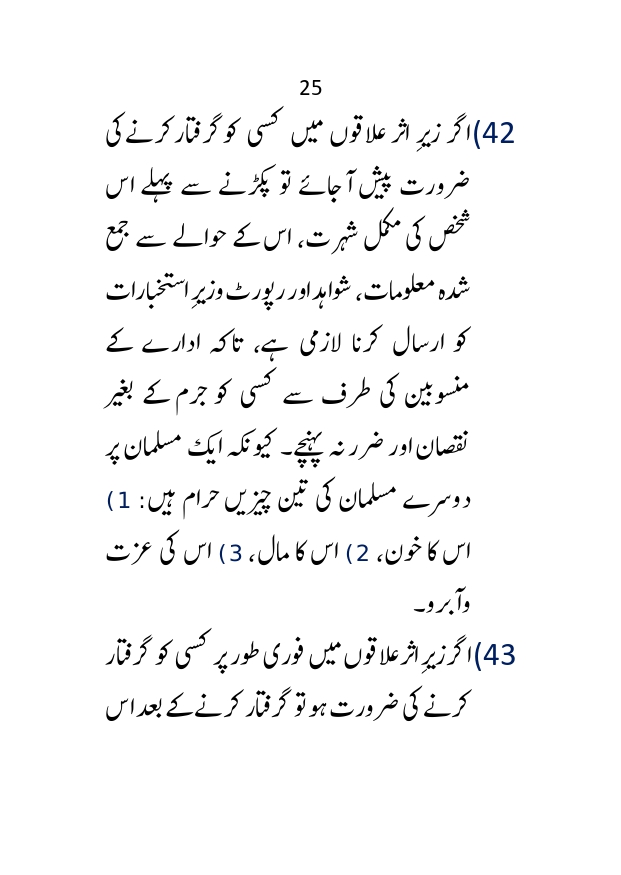 25
42) اگر زیرِ اثر علاقوں میں کسی کو گرفتار کرنے کی
ضرورت پیش آ جائے تو پکڑنے سے پہلے اس
شخص کی مکمل شہرت، اس کے حوالے سے جمع
شدہ معلومات، شواہد اور رپورٹ وزیرِ استخبارات
کو ارسال کرنا لازمی ہے، تاکہ ادارے کے
منسوبین کی طرف سے کسی کو جرم کے بغیر
نقصان اور ضرر نہ پہنچے۔ کیونکہ ایک مسلمان پر
دوسرے مسلمان کی تین چیزیں حرام ہیں: 1)
اس کا خون، 2) اس کا مال، 3) اس کی عزت
وآبرو۔
43) اگر زیرِ اثر علاقوں میں فوری طور پر کسی کو گرفتار
کرنے کی ضرورت ہو تو گرفتار کرنے کے بعد اس